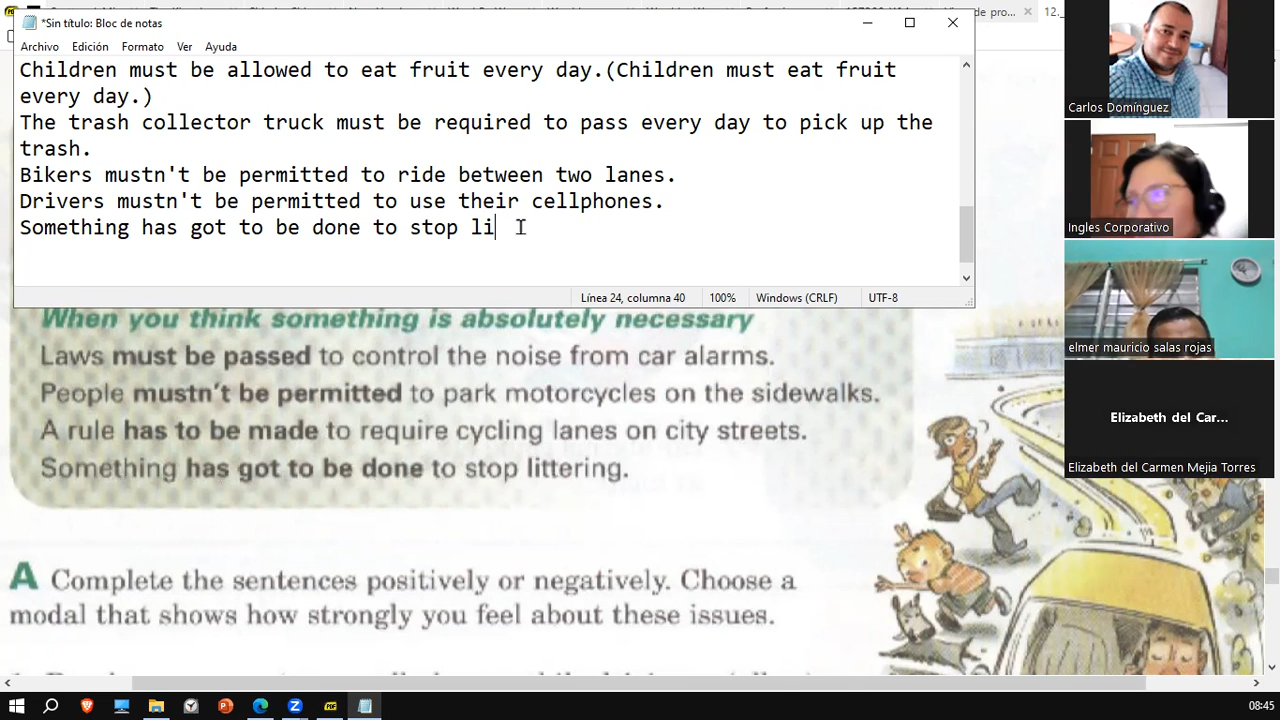 *Sin título: Bloc de notas
Archivo Edición Formato Ver Ayuda
Children must be allowed to eat fruit every day.(Children must eat fruit
every day.)
The trash collector truck must be required to pass every day to pick up the
trash.
Bikers mustn't be permitted to ride between two lanes.
Drivers mustn't be permitted to use their cellphones.
Something has got to be done to stop li
Línea 24, columna 40 100% Windows (CRLF) UTF-8
When you think something is absolutely necessary
Laws must be passed to control the noise from car alarms.
People mustn't be permitted to park motorcycles on the sidewalks.
A rule has to be made to require cycling lanes on city streets.
Something has got to be done to stop littering.
A Complete the sentences positively or negatively. Choose a
modal that shows how strongly you feel about these issues.
de pro...
12._
Carlos Domínguez
Ingles Corporativo
elmer mauricio salas rojas
Elizabeth del Car...
Elizabeth del Carmen Mejia Torres
08:45